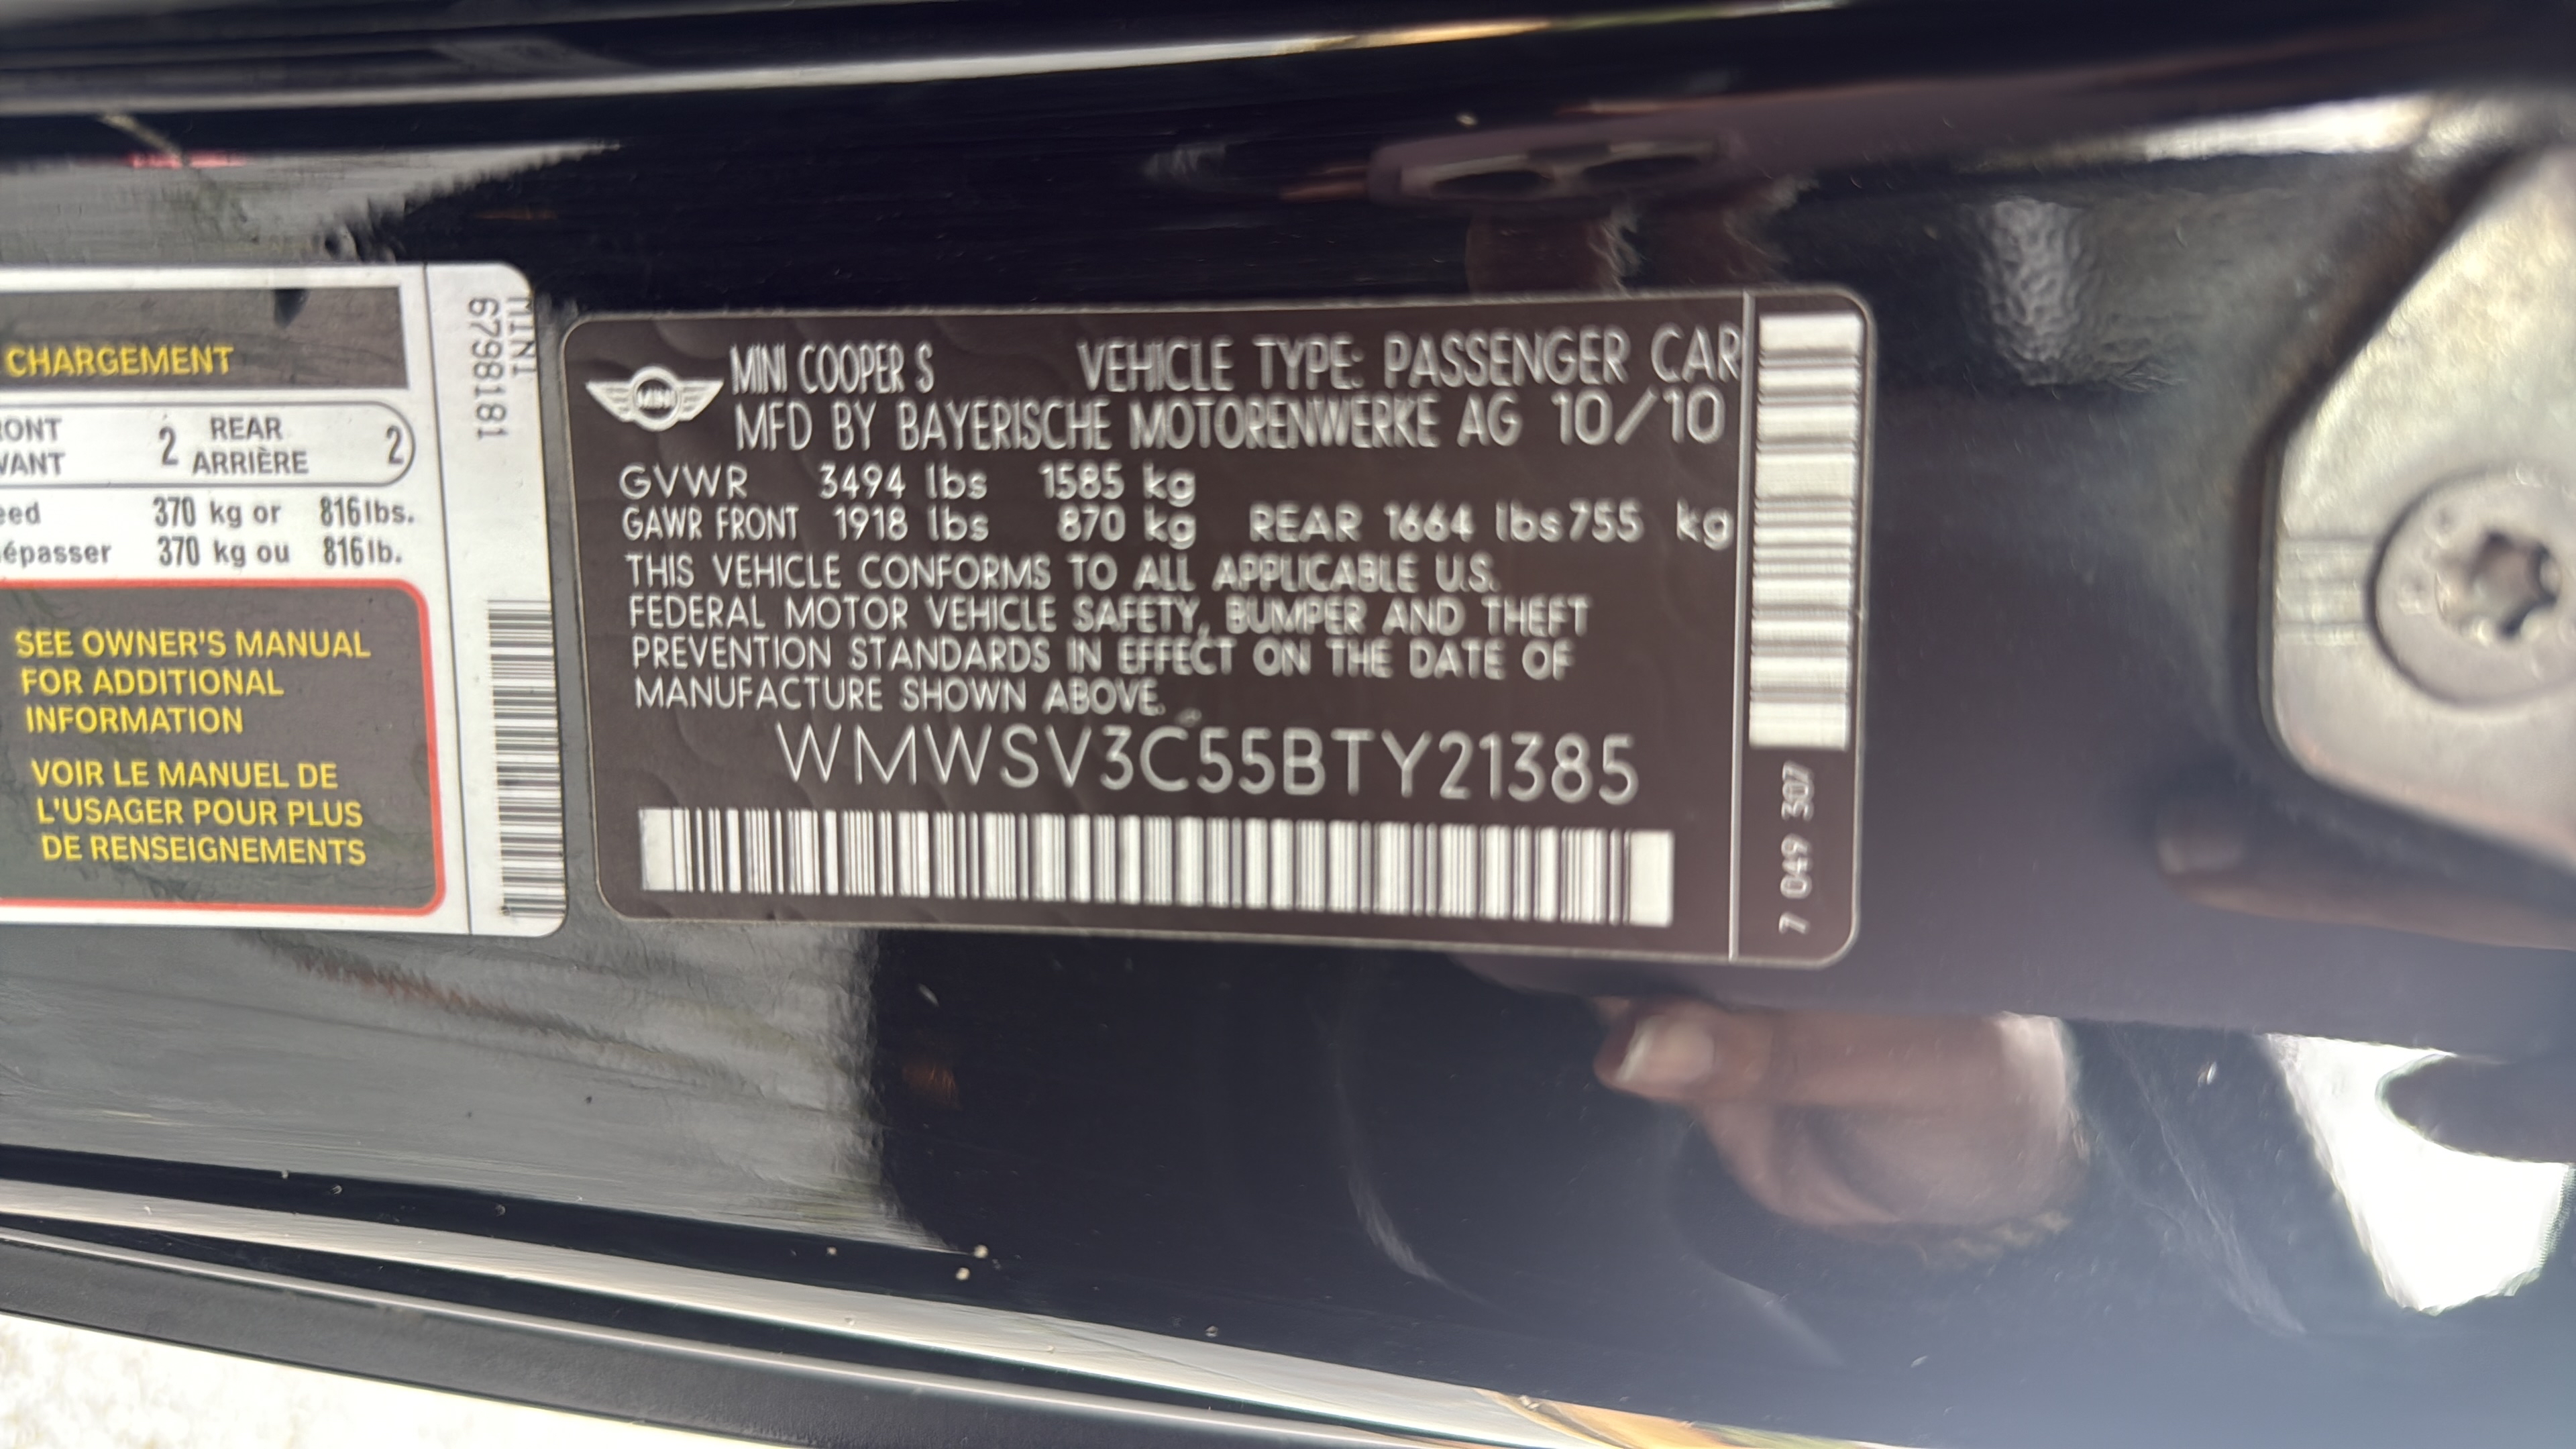 CHARGEMENT
2 REAR 2
ARRIÈRE
370 kg or 816 lbs.
370 kg ou 816 lb.
SEE OWNER'S MANUAL
FOR ADDITIONAL
INFORMATION
VOIR LE MANUEL DE
L'USAGER POUR PLUS
DE RENSEIGNEMENTS
MINI
6798181
MINI
MINI COOPER S VEHICLE TYPE: PASSENGER CAR
MFD BY BAYERISCHE MOTORENWERKE AG 10/10
GVWR 3494 lbs 1585 kg
GAWR FRONT 1918 lbs 870 kg REAR 1664 lbs 755 kg
THIS VEHICLE CONFORMS TO ALL APPLICABLE U.S.
FEDERAL MOTOR VEHICLE SAFETY, BUMPER AND THEFT
PREVENTION STANDARDS IN EFFECT ON THE DATE OF
MANUFACTURE SHOWN ABOVE.
WMWSV3C55BTY21385
7 049 307